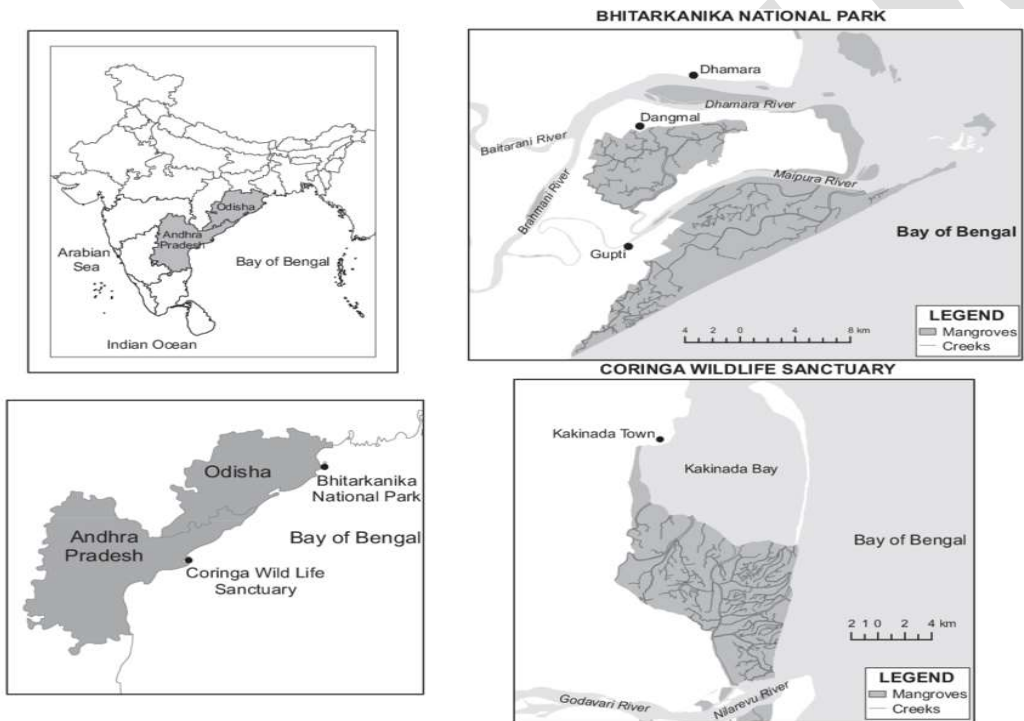 Odisha
Andhra
Pradesh
Arabian
Sea
Bay of Bengal
Indian Ocean
BHITARKANIKA NATIONAL PARK
Dhamara
Dhamara River
Dangmal
Baitarani River
Brahmani River
Maipura River
Gupti
Bay of Bengal
LEGEND
Mangroves
Creeks
4 2 0 4 8 km
Odisha
Bhitarkanika
National Park
Andhra
Pradesh
Bay of Bengal
Coringa Wild Life
Sanctuary
CORINGA WILDLIFE SANCTUARY
Kakinada Town
Kakinada Bay
Bay of Bengal
2 1 0 2 4 km
LEGEND
Mangroves
Creeks
Godavari River
Nilarevu River